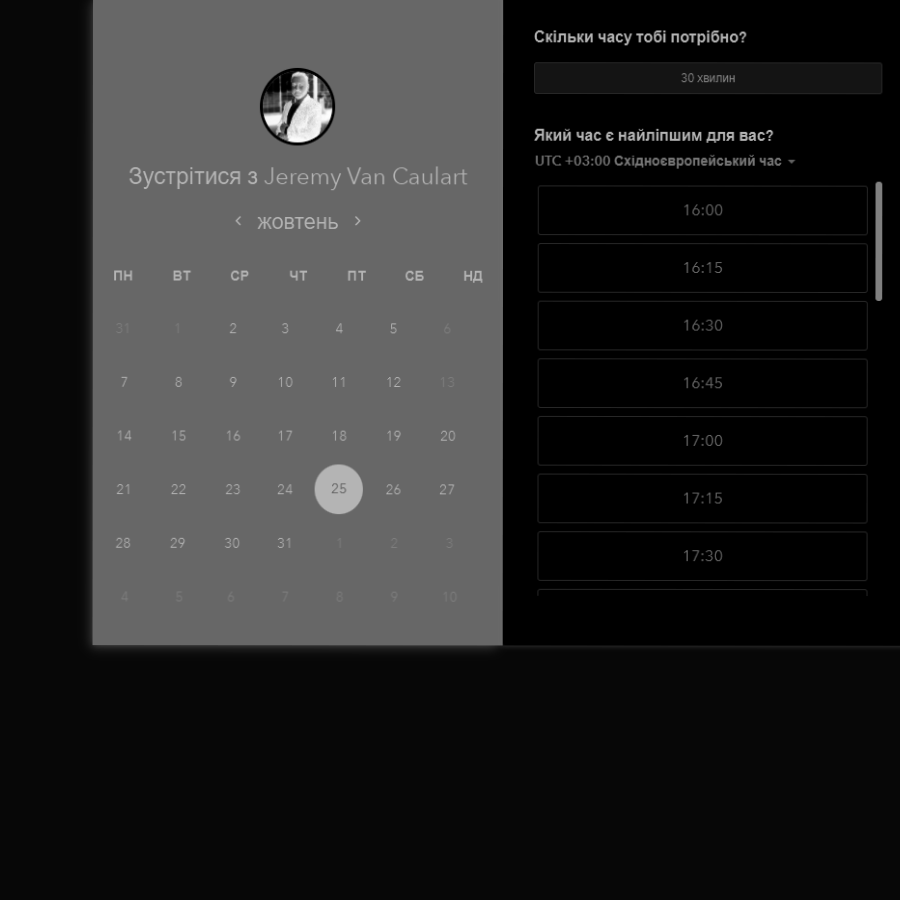 Зустрітися з Jeremy Van Caulart
жовтень
ПН ВТ СР ЧТ ПТ СБ НД
31 1 2 3 4 5 6
7 8 9 10 11 12 13
14 15 16 17 18 19 20
21 22 23 24 25 26 27
28 29 30 31 1 2 3
4 5 6 7 8 9 10
Скільки часу тобі потрібно?
30 хвилин
Який час є найліпшим для вас?
UTC +03:00 Східноєвропейський час
16:00
16:15
16:30
16:45
17:00
17:15
17:30